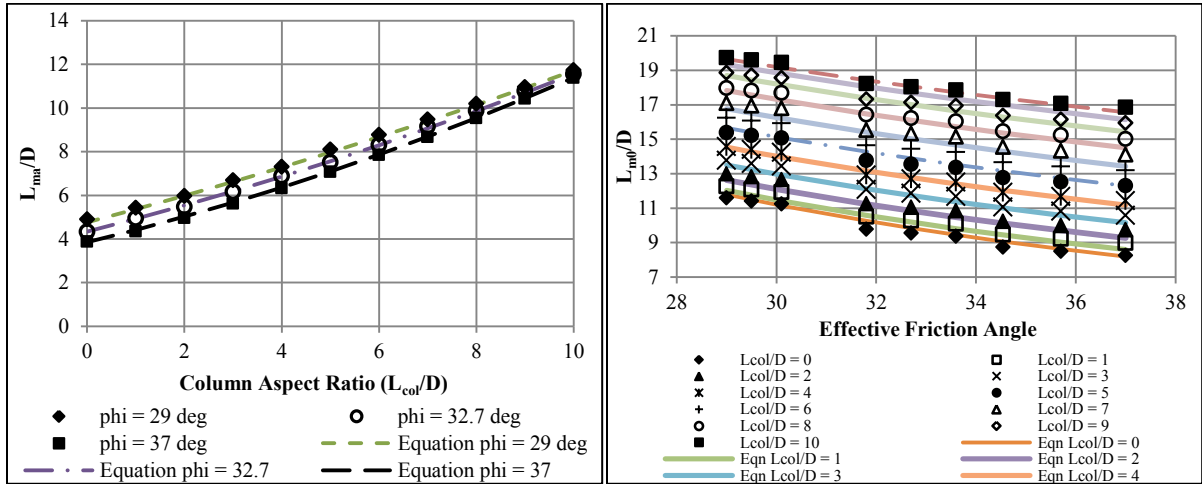 14
12
10
8
6
4
2
0
L_ma/D
0 2 4 6 8 10
Column Aspect Ratio (L_col/D)
phi = 29 deg
phi = 32.7 deg
phi = 37 deg
Equation phi = 29 deg
Equation phi = 32.7
Equation phi = 37
21
19
17
15
13
11
9
7
L_m0/D
28 30 32 34 36 38
Effective Friction Angle
Lcol/D = 0
Lcol/D = 1
Lcol/D = 2
Lcol/D = 3
Lcol/D = 4
Lcol/D = 5
Lcol/D = 6
Lcol/D = 7
Lcol/D = 8
Lcol/D = 9
Lcol/D = 10
Eqn Lcol/D = 0
Eqn Lcol/D = 1
Eqn Lcol/D = 2
Eqn Lcol/D = 3
Eqn Lcol/D = 4